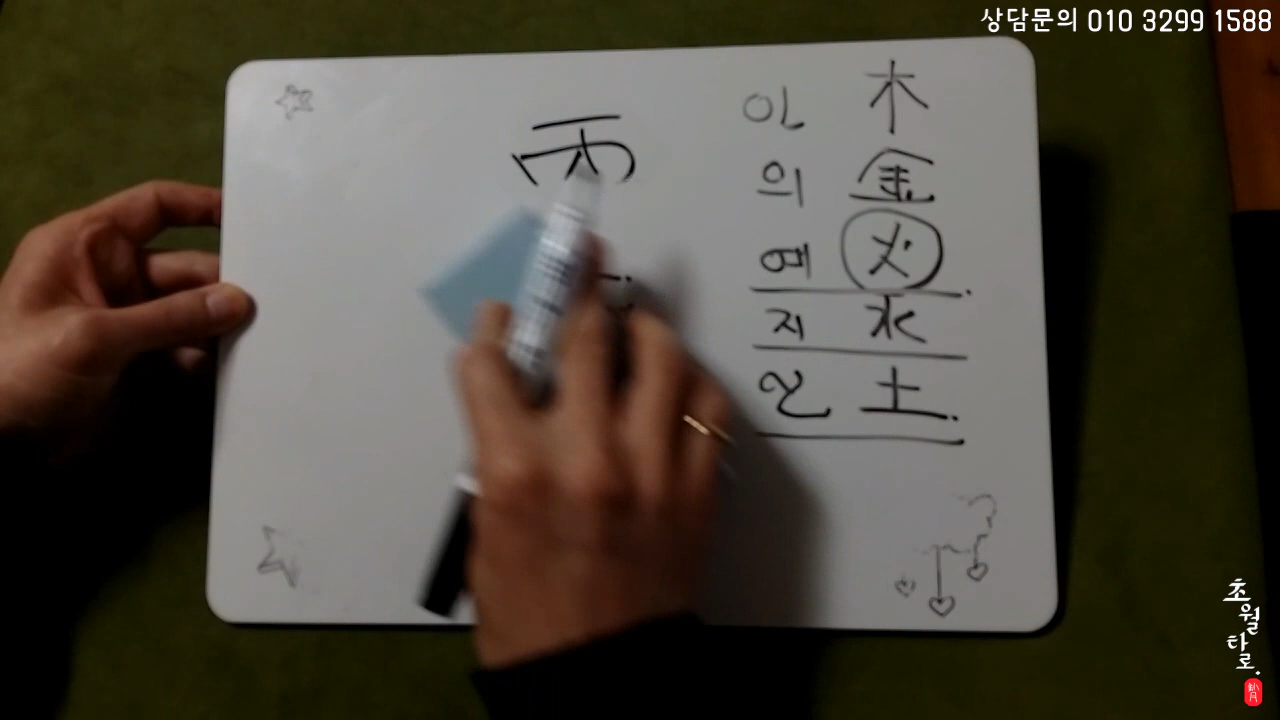 상담문의 010 3299 1588
인 木
의 金
예 火
지 水
신 土
丙
초월타로.